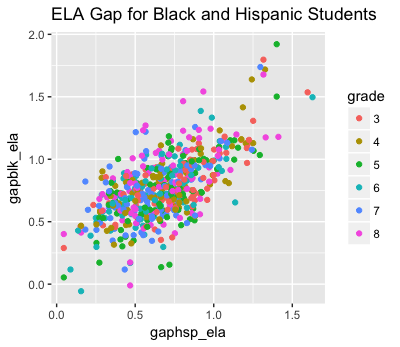 ELA Gap for Black and Hispanic Students
2.0
1.5
1.0
0.5
0.0
gapblk_ela
0.0 0.5 1.0 1.5
gaphsp_ela
grade
3
4
5
6
7
8